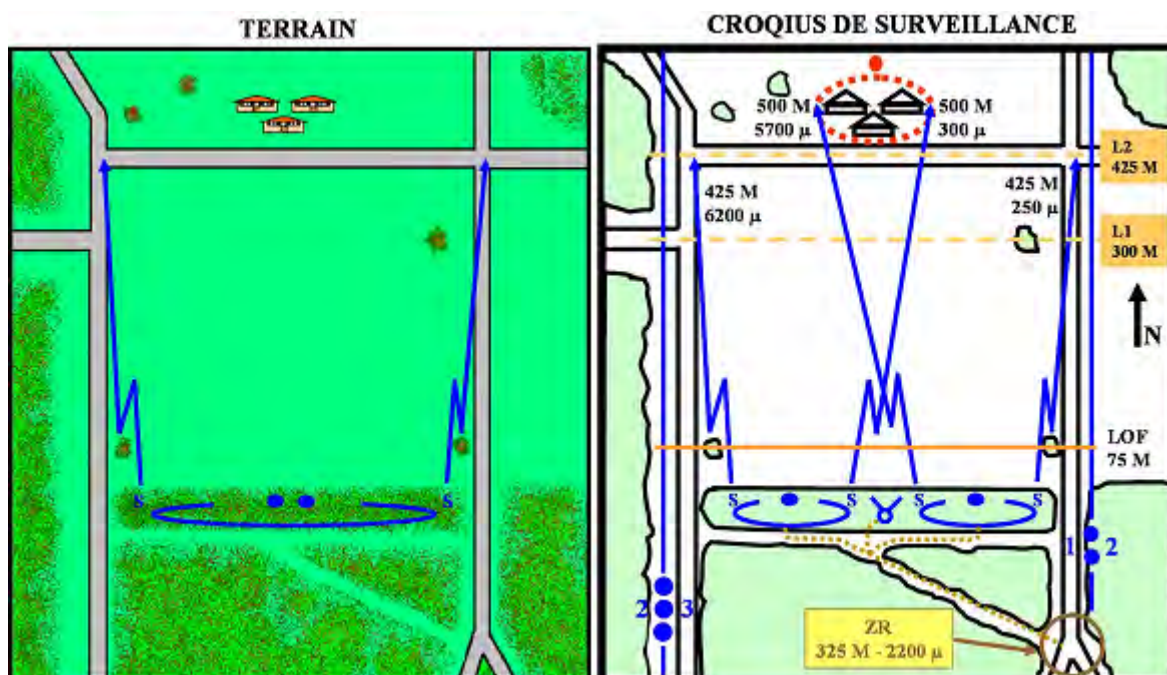 TERRAIN
CROQIUS DE SURVEILLANCE
500 M
5700 µ
500 M
300 µ
L2
425 M
425 M
6200 µ
425 M
250 µ
L1
300 M
N
LOF
75 M
S
S
S
S
S
S
1
2
2
3
ZR
325 M - 2200 µ